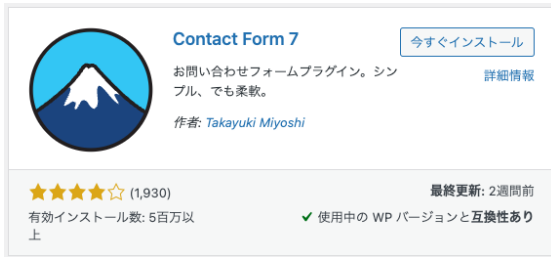 Contact Form 7
今すぐインストール
お問い合わせフォームプラグイン。シン
プル、でも柔軟。
詳細情報
作者: Takayuki Miyoshi
(1,930)
最終更新: 2週間前
有効インストール数: 5百万以
上
使用中の WP バージョンと互換性あり